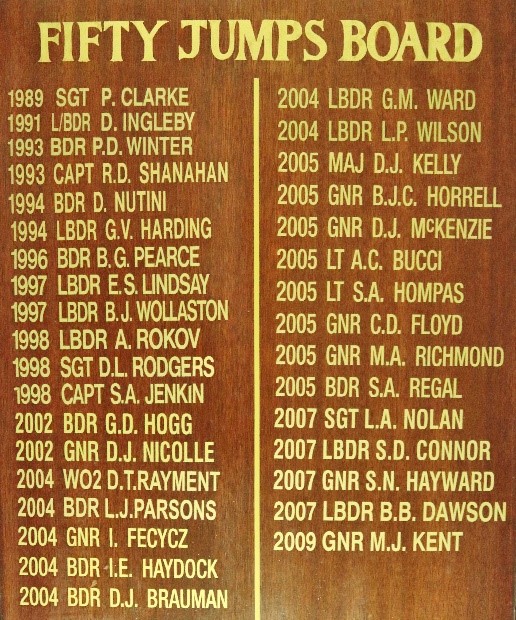 FIFTY JUMPS BOARD
1989 SGT P. CLARKE
1991 L/BDR D. INGLEBY
1993 BDR P.D. WINTER
1993 CAPT R.D. SHANAHAN
1994 BDR D. NUTINI
1994 LBDR G.V. HARDING
1996 BDR B.G. PEARCE
1997 LBDR E.S. LINDSAY
1997 LBDR B.J. WOLLASTON
1998 LBDR A. ROKOV
1998 SGT D.L. RODGERS
1998 CAPT S.A. JENKiN
2002 BDR G.D. HOGG
2002 GNR D.J. NICOLLE
2004 WO2 D.T.RAYMENT
2004 BDR L.J.PARSONS
2004 GNR I. FECYCZ
2004 BDR I.E. HAYDOCK
2004 BDR D.J. BRAUMAN
2004 LBDR G.M. WARD
2004 LBDR L.P. WILSON
2005 MAJ D.J. KELLY
2005 GNR B.J.C. HORRELL
2005 GNR D.J. McKENZIE
2005 LT A.C. BUCCI
2005 LT S.A. HOMPAS
2005 GNR C.D. FLOYD
2005 GNR M.A. RICHMOND
2005 BDR S.A. REGAL
2007 SGT L.A. NOLAN
2007 LBDR S.D. CONNOR
2007 GNR S.N. HAYWARD
2007 LBDR B.B. DAWSON
2009 GNR M.J. KENT